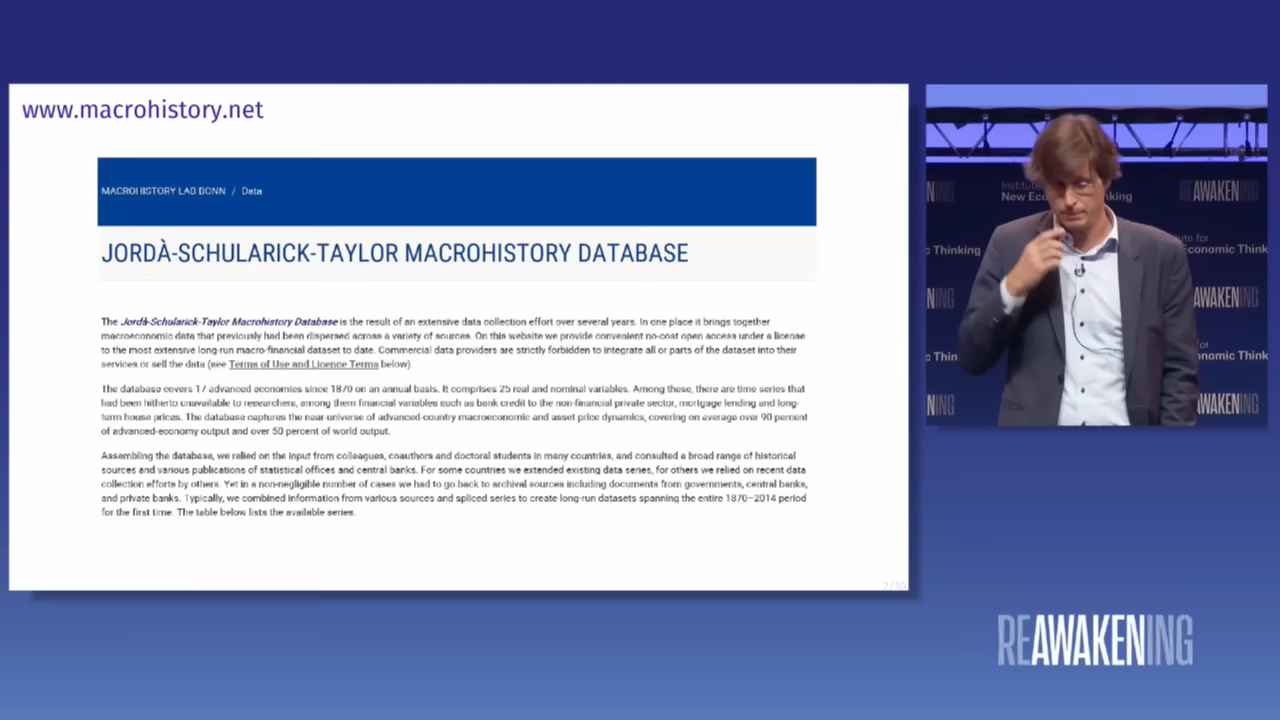 www.macrohistory.net
MACROHISTORY LAB BONN / Data
JORDÀ-SCHULARICK-TAYLOR MACROHISTORY DATABASE
The Jordà-Schularick-Taylor Macrohistory Database is the result of an extensive data collection effort over several years. In one place it brings together
macroeconomic data that previously had been dispersed across a variety of sources. On this website we provide convenient no-cost open access under a license
to the most extensive long-run macro-financial dataset to date. Commercial data providers are strictly forbidden to integrate all or parts of the dataset into their
services or sell the data (see Terms of Use and Licence Terms below).
The database covers 17 advanced economies since 1870 on an annual basis. It comprises 25 real and nominal variables. Among these, there are time series that
had been hitherto unavailable to researchers, among them financial variables such as bank credit to the non-financial private sector, mortgage lending and long-
term house prices. The database captures the near-universe of advanced-country macroeconomic and asset price dynamics, covering on average over 90 percent
of advanced-economy output and over 50 percent of world output.
Assembling the database, we relied on the input from colleagues, coauthors and doctoral students in many countries, and consulted a broad range of historical
sources and various publications of statistical offices and central banks. For some countries we extended existing data series, for others we relied on recent data
collection efforts by others. Yet in a non-negligible number of cases we had to go back to archival sources including documents from governments, central banks,
and private banks. Typically, we combined information from various sources and spliced series to create long-run datasets spanning the entire 1870–2014 period
for the first time. The table below lists the available series.
NING
Institu
New Eco
king
REAWAKENING
c Thinking
ute for
Economic Think
NING
AWAKENING
c Thin
for
onomic Think
NING
AWAKENING
REAWAKENING